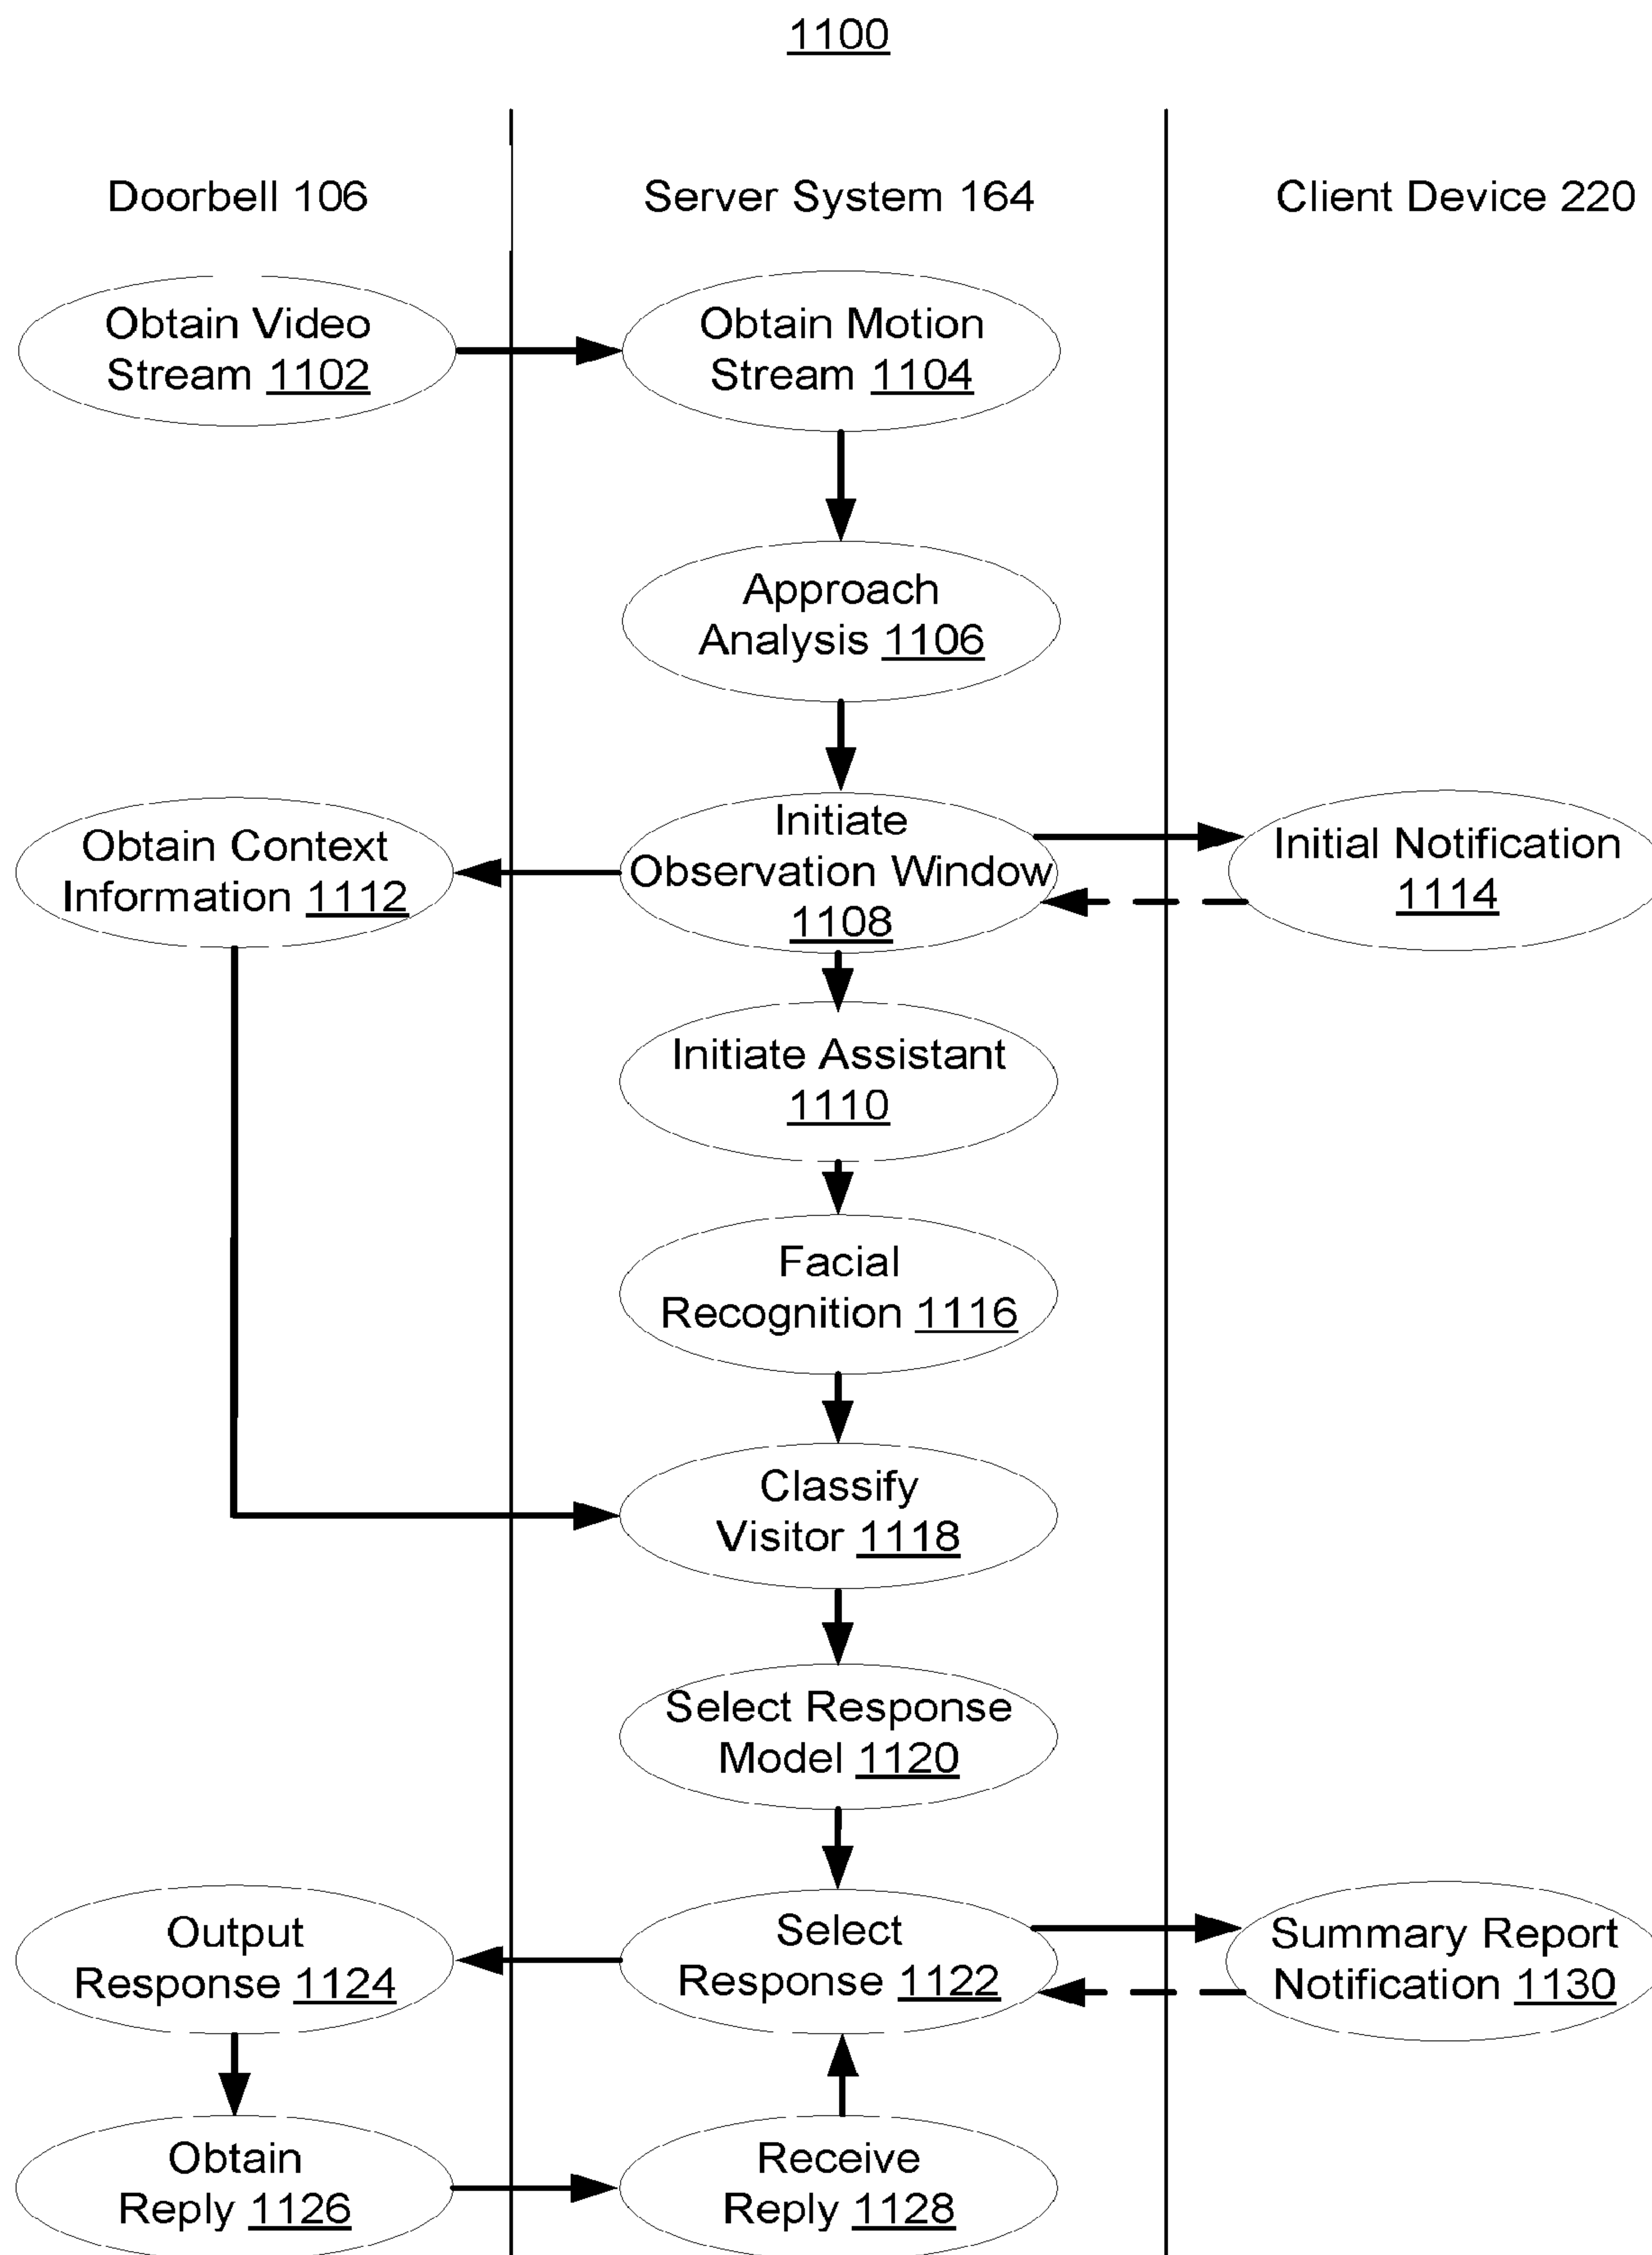 1100
Doorbell 106
Server System 164
Client Device 220
Obtain Video
Stream 1102
Obtain Motion
Stream 1104
Approach
Analysis 1106
Initiate
Observation Window
1108
Obtain Context
Information 1112
Initial Notification
1114
Initiate Assistant
1110
Facial
Recognition 1116
Classify
Visitor 1118
Select Response
Model 1120
Select
Response 1122
Output
Response 1124
Summary Report
Notification 1130
Obtain
Reply 1126
Receive
Reply 1128